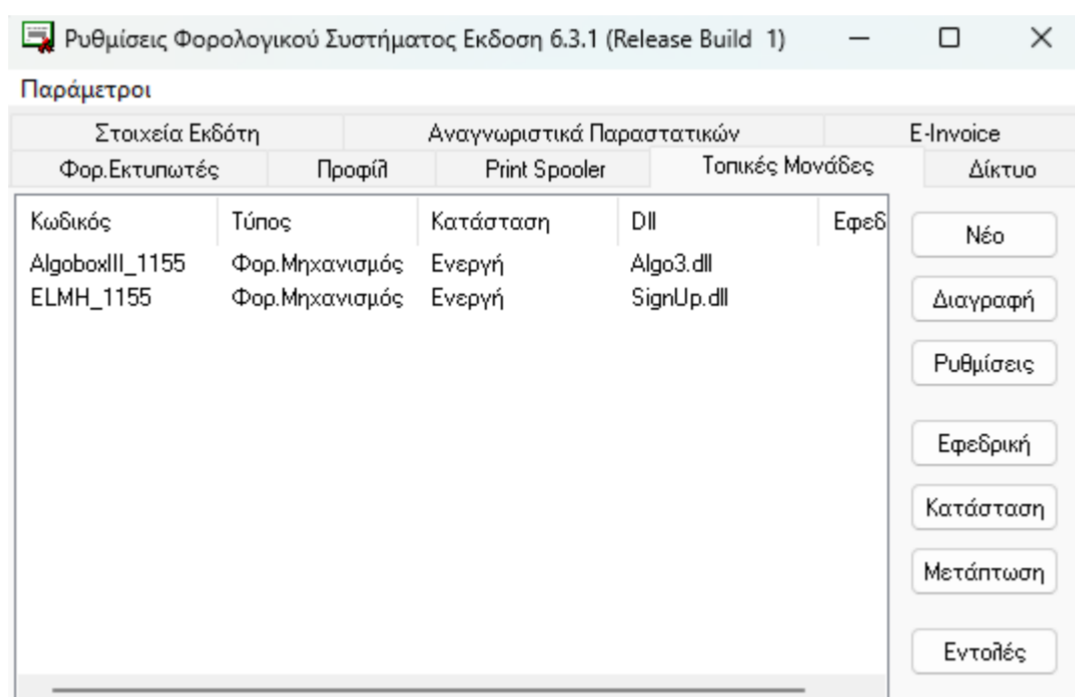 Ρυθμίσεις Φορολογικού Συστήματος Εκδοση 6.3.1 (Release Build 1)
Παράμετροι
Στοιχεία Εκδότη Αναγνωριστικά Παραστατικών E-Invoice
Φορ.Εκτυπωτές Προφίλ Print Spooler Τοπικές Μονάδες Δίκτυο
Κωδικός Τύπος Κατάσταση Dll Εφεδ
AlgoboxIII_1155 Φορ.Μηχανισμός Ενεργή Algo3.dll
ELMH_1155 Φορ.Μηχανισμός Ενεργή SignUp.dll
Νέο
Διαγραφή
Ρυθμίσεις
Εφεδρική
Κατάσταση
Μετάπτωση
Εντολές